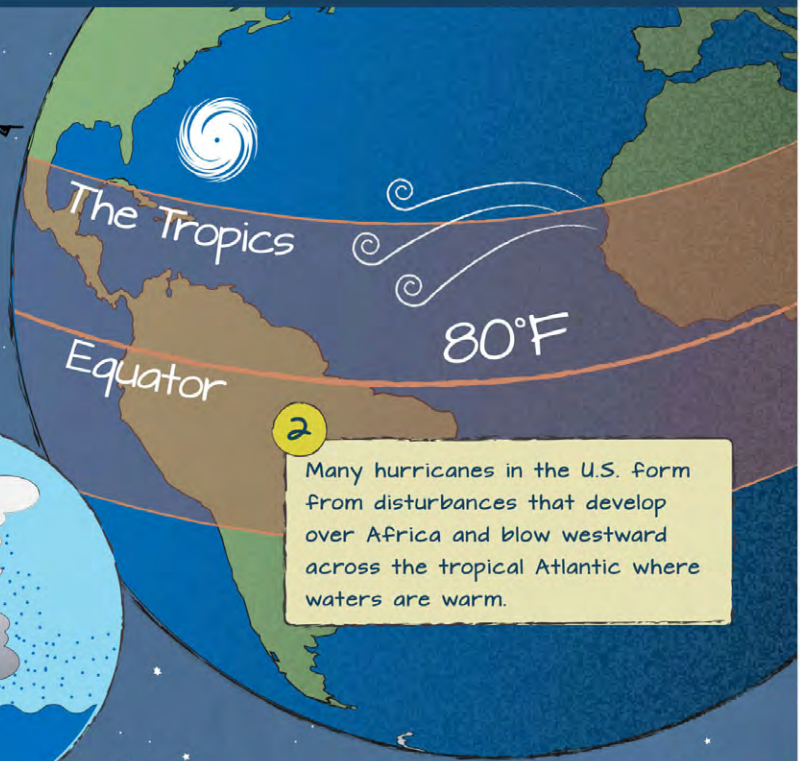 The Tropics
80°F
Equator
2
Many hurricanes in the U.S. form
from disturbances that develop
over Africa and blow westward
across the tropical Atlantic where
waters are warm.